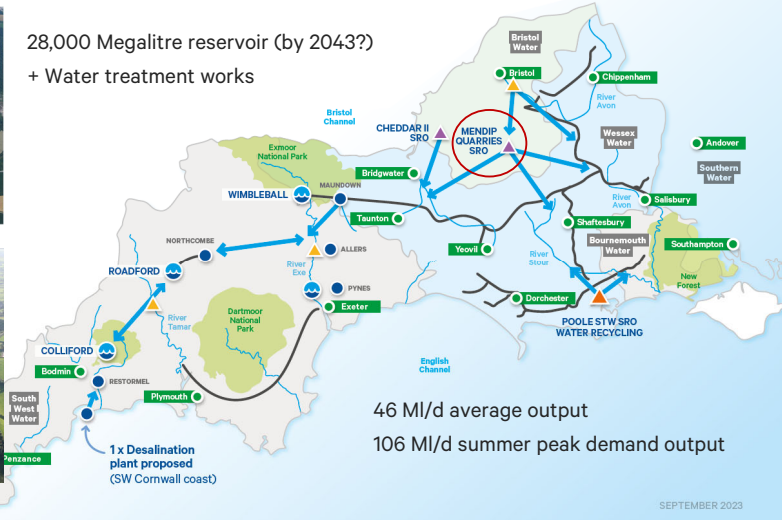 28,000 Megalitre reservoir (by 2043?)
+ Water treatment works
Bristol
Water
Bristol
Chippenham
River
Avon
Bristol
Channel
CHEDDAR II
SRO
MENDIP
QUARRIES
SRO
Wessex
Water
Andover
Southern
Water
Exmoor
National Park
Bridgwater
WIMBLEBALL
MAUNDOWN
Taunton
River
Avon
Salisbury
Shaftesbury
NORTHCOMBE
ALLERS
Yeovil
River
Stour
Bournemouth
Water
Southampton
ROADFORD
River
Exe
PYNES
New
Forest
Exeter
Dorchester
River
Tamar
Dartmoor
National
Park
POOLE STW SRO
WATER RECYCLING
COLLIFORD
English
Channel
Bodmin
RESTORMEL
South
West
Water
Plymouth
46 Ml/d average output
106 Ml/d summer peak demand output
1 x Desalination
plant proposed
(SW Cornwall coast)
Penzance
SEPTEMBER 2023